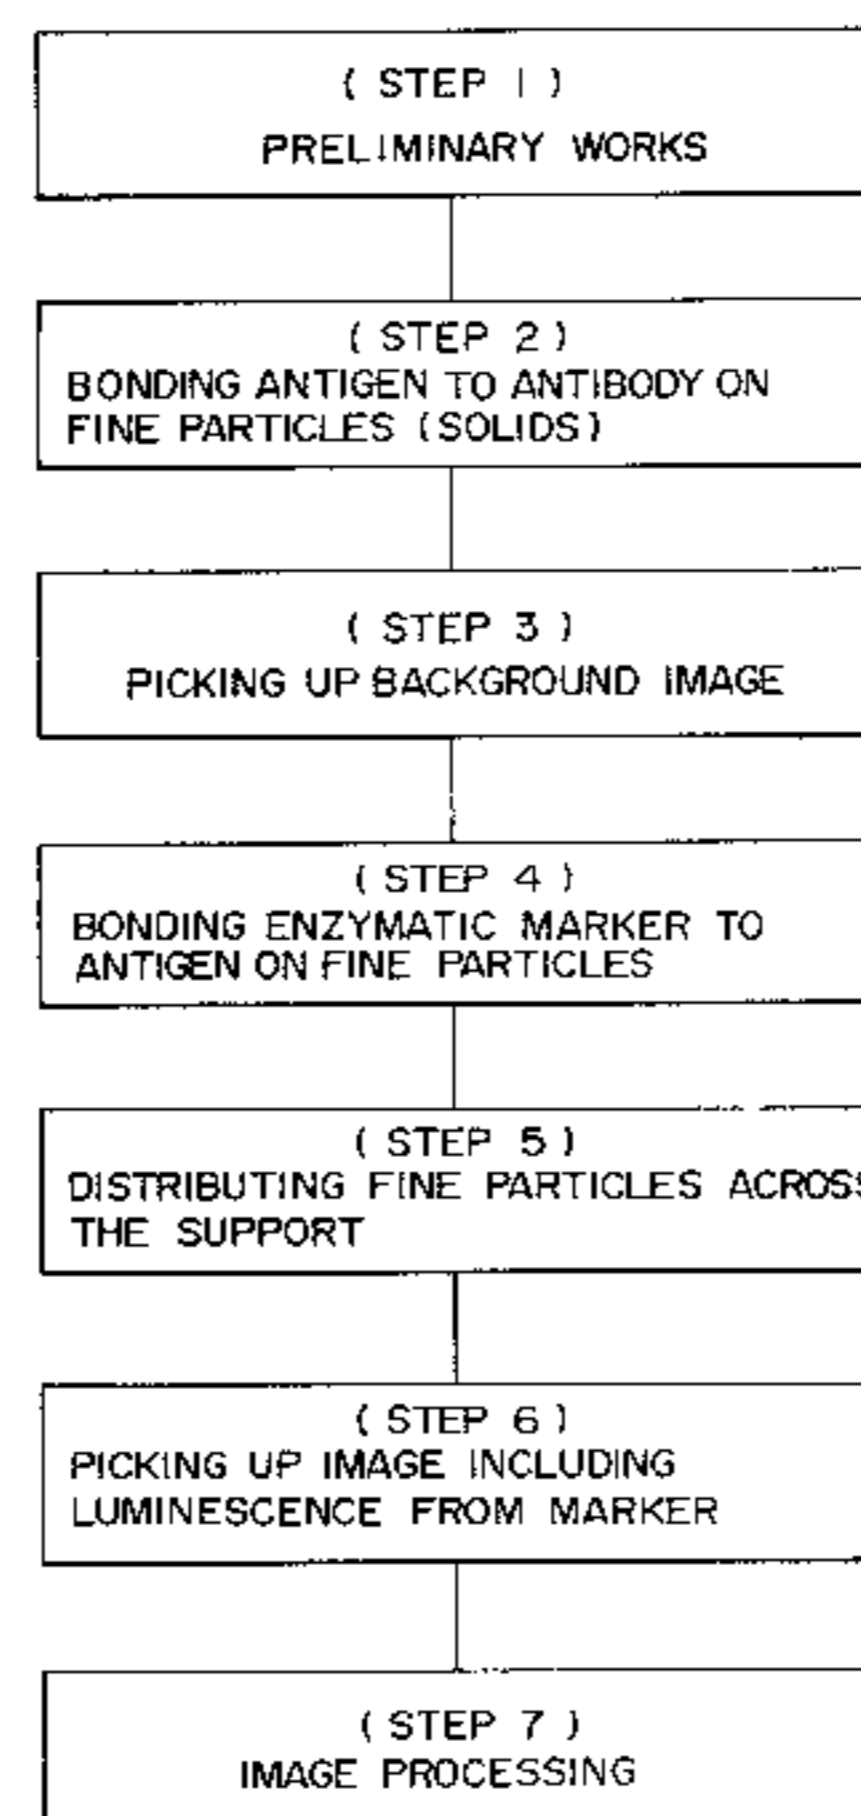 ( STEP 1 )
PRELIMINARY WORKS
( STEP 2 )
BONDING ANTIGEN TO ANTIBODY ON
FINE PARTICLES (SOLIDS)
( STEP 3 )
PICKING UP BACKGROUND IMAGE
( STEP 4 )
BONDING ENZYMATIC MARKER TO
ANTIGEN ON FINE PARTICLES
( STEP 5 )
DISTRIBUTING FINE PARTICLES ACROSS
THE SUPPORT
( STEP 6 )
PICKING UP IMAGE INCLUDING
LUMINESCENCE FROM MARKER
( STEP 7 )
IMAGE PROCESSING